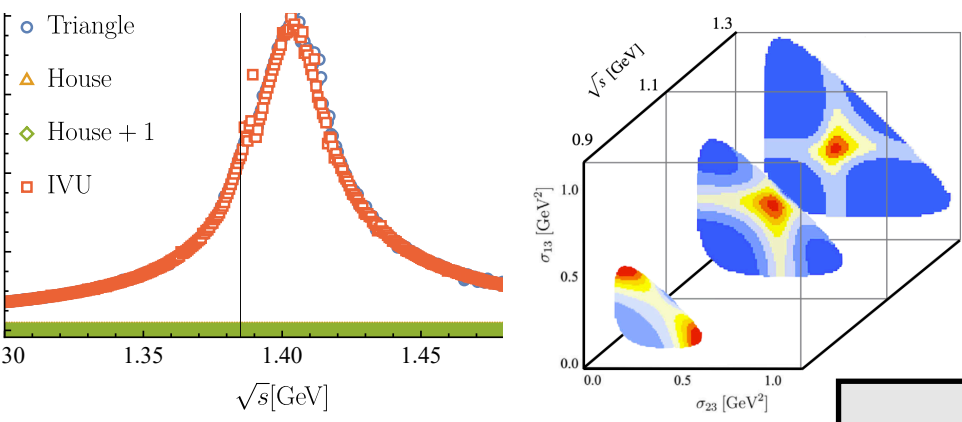 Triangle
House
House + 1
IVU
30
1.35
1.40
1.45
√s[GeV]
1.3
1.1
0.9
√s [GeV]
1.0
0.5
0.0
σ13 [GeV²]
0.0
0.5
1.0
σ23 [GeV²]